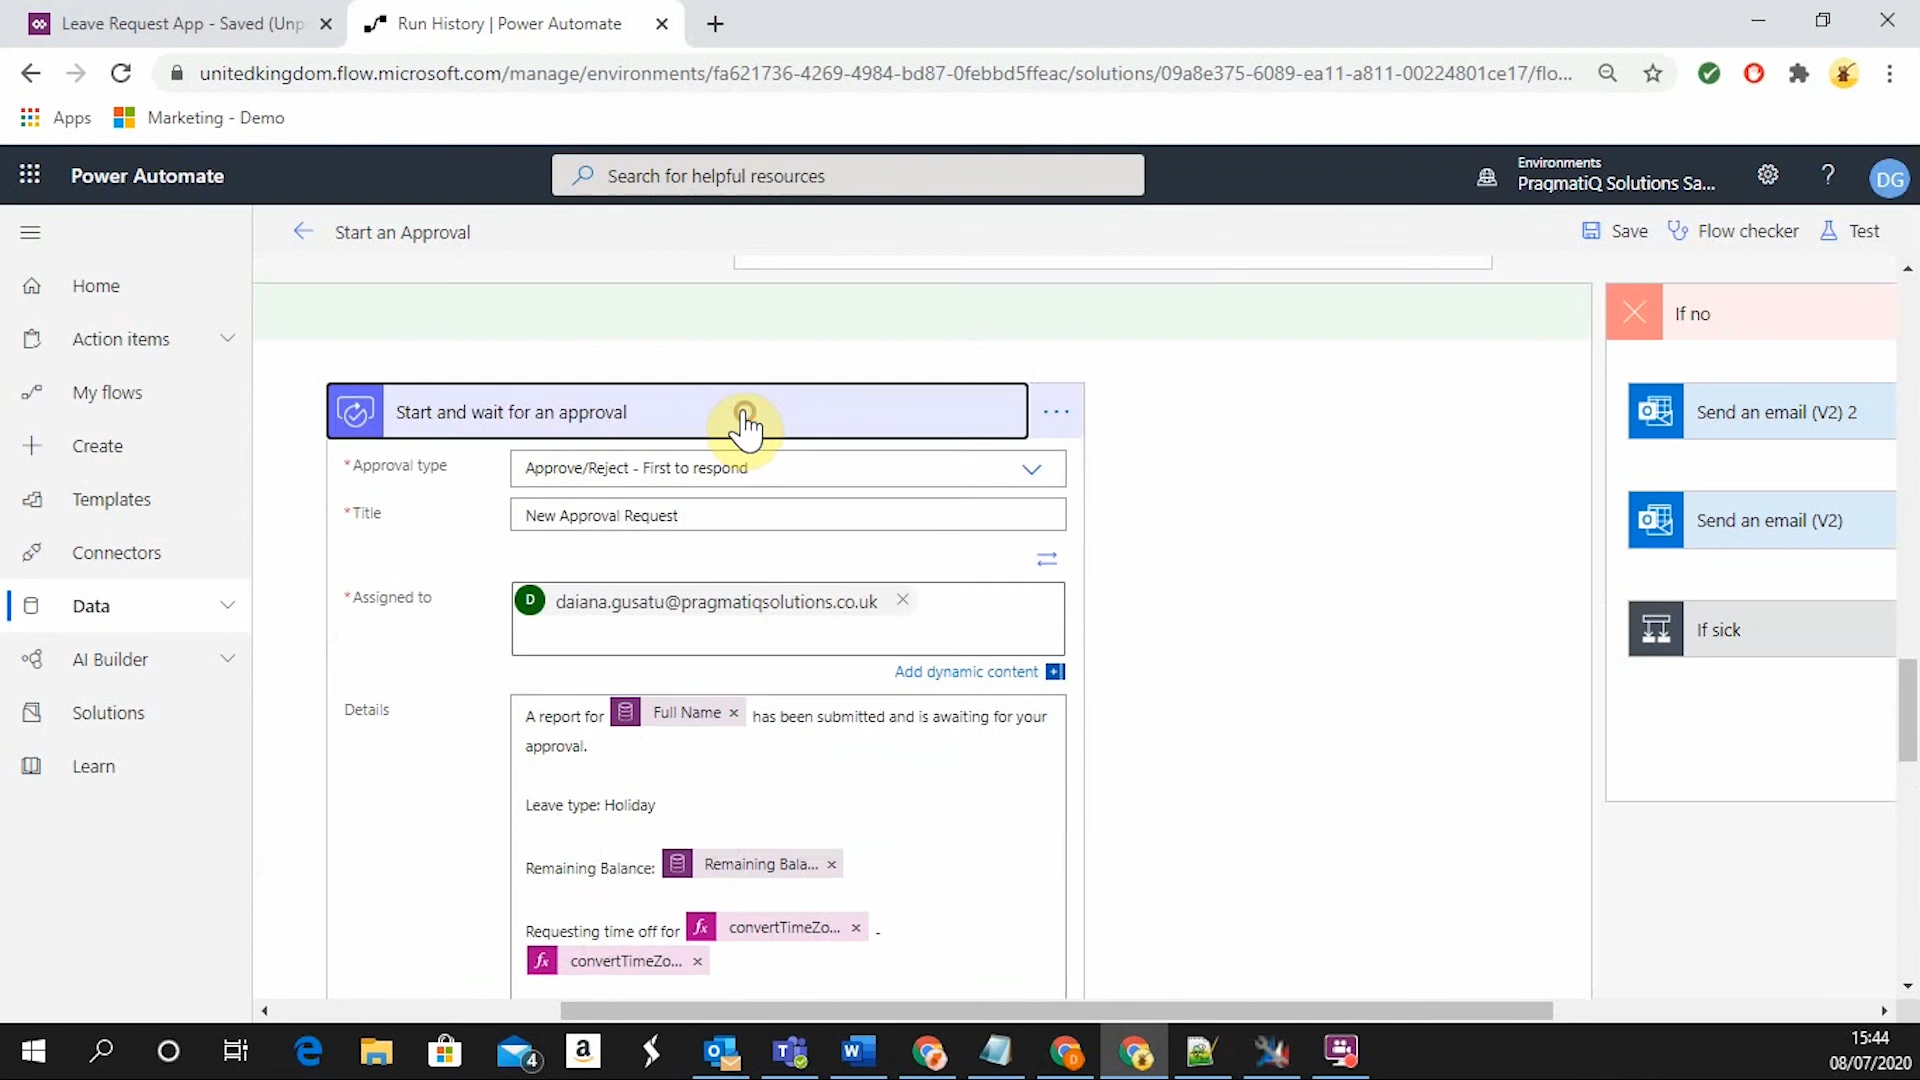 Leave Request App - Saved (Unp
Run History | Power Automate
unitedkingdom.flow.microsoft.com/manage/environments/fa621736-4269-4984-bd87-0febbd5ffeac/solutions/09a8e375-6089-ea11-a811-00224801ce17/flo...
Apps
Marketing - Demo
Power Automate
Search for helpful resources
Environments
PragmatiQ Solutions Sa...
DG
Start an Approval
Save
Flow checker
Test
Home
Action items
My flows
Create
Templates
Connectors
Data
AI Builder
Solutions
Learn
If no
Start and wait for an approval
Send an email (V2) 2
*Approval type
Approve/Reject - First to respond
*Title
New Approval Request
Send an email (V2)
*Assigned to
D daiana.gusatu@pragmatiqsolutions.co.uk
If sick
Add dynamic content
Details
A report for Full Name has been submitted and is awaiting for your
approval.
Leave type: Holiday
Remaining Balance: Remaining Bala...
Requesting time off for fx convertTimeZo... -
fx convertTimeZo...
4
15:44
08/07/2020